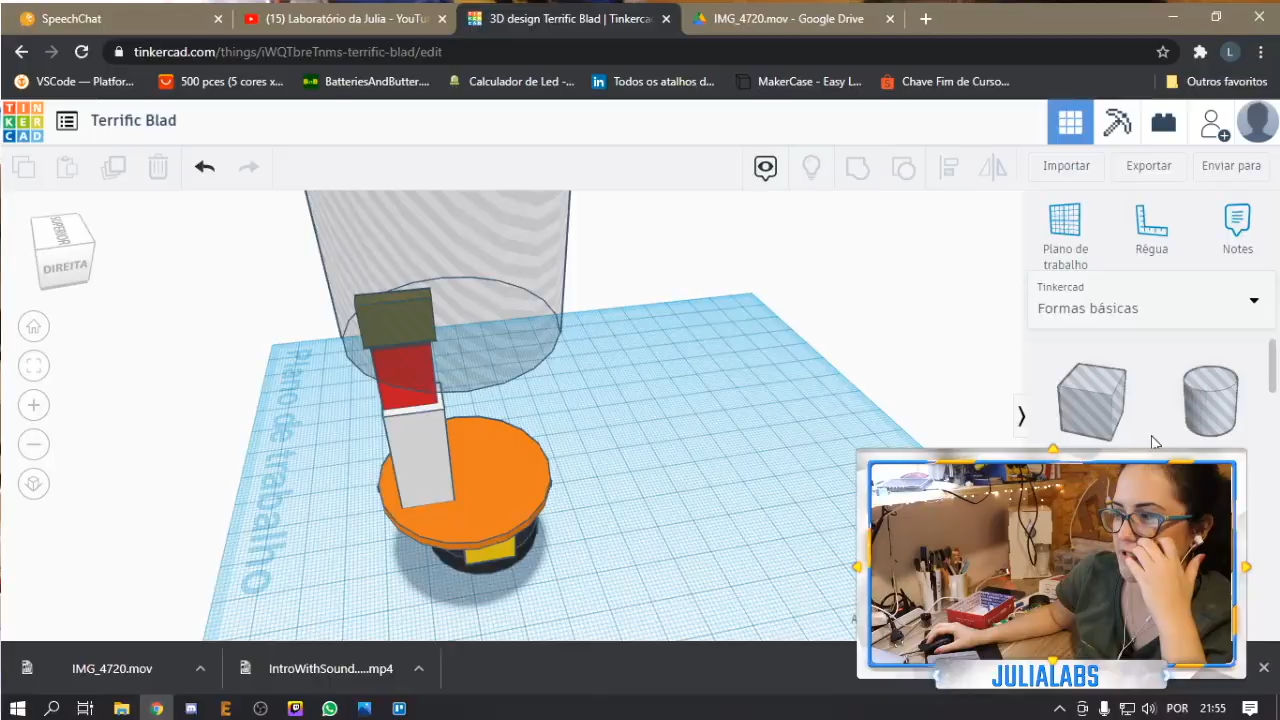 SpeechChat
(15) Laboratório da Julia - YouTu
3D design Terrific Blad | Tinkercad
IMG_4720.mov - Google Drive
tinkercad.com/things/iWQTbreTnms-terrific-blad/edit
L
VSCode — Platfor...
500 pces (5 cores x...
BatteriesAndButter....
Calculador de Led -...
Todos os atalhos d...
MakerCase - Easy L...
Chave Fim de Curso...
Outros favoritos
TIN
KER
CAD
Terrific Blad
Importar
Exportar
Enviar para
SUPERIOR
DIREITA
Plano de trabalho
Régua
Notes
Tinkercad
Formas básicas
Plano de trabalho
IMG_4720.mov
IntroWithSound.....mp4
JULIALABS
POR
21:55